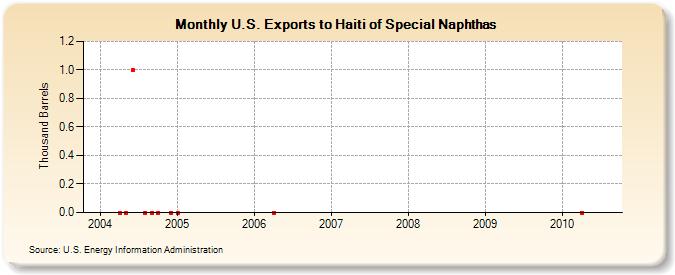 Monthly U.S. Exports to Haiti of Special Naphthas
Thousand Barrels
1.2
1.0
0.8
0.6
0.4
0.2
0.0
2004 2005 2006 2007 2008 2009 2010
Source: U.S. Energy Information Administration